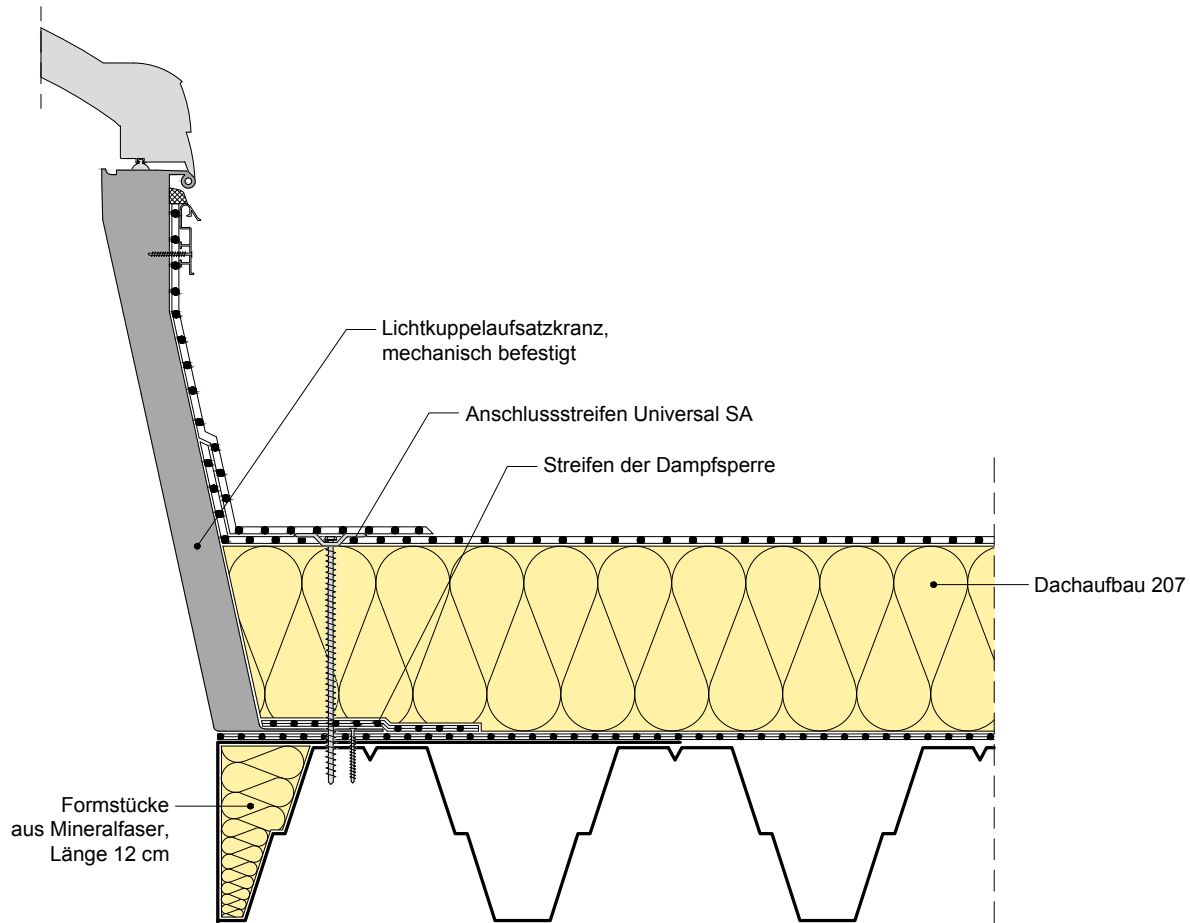 Lichtkuppelaufsatzkranz,
mechanisch befestigt
Anschlussstreifen Universal SA
Streifen der Dampfsperre
Dachaufbau 207
Formstücke
aus Mineralfaser,
Länge 12 cm